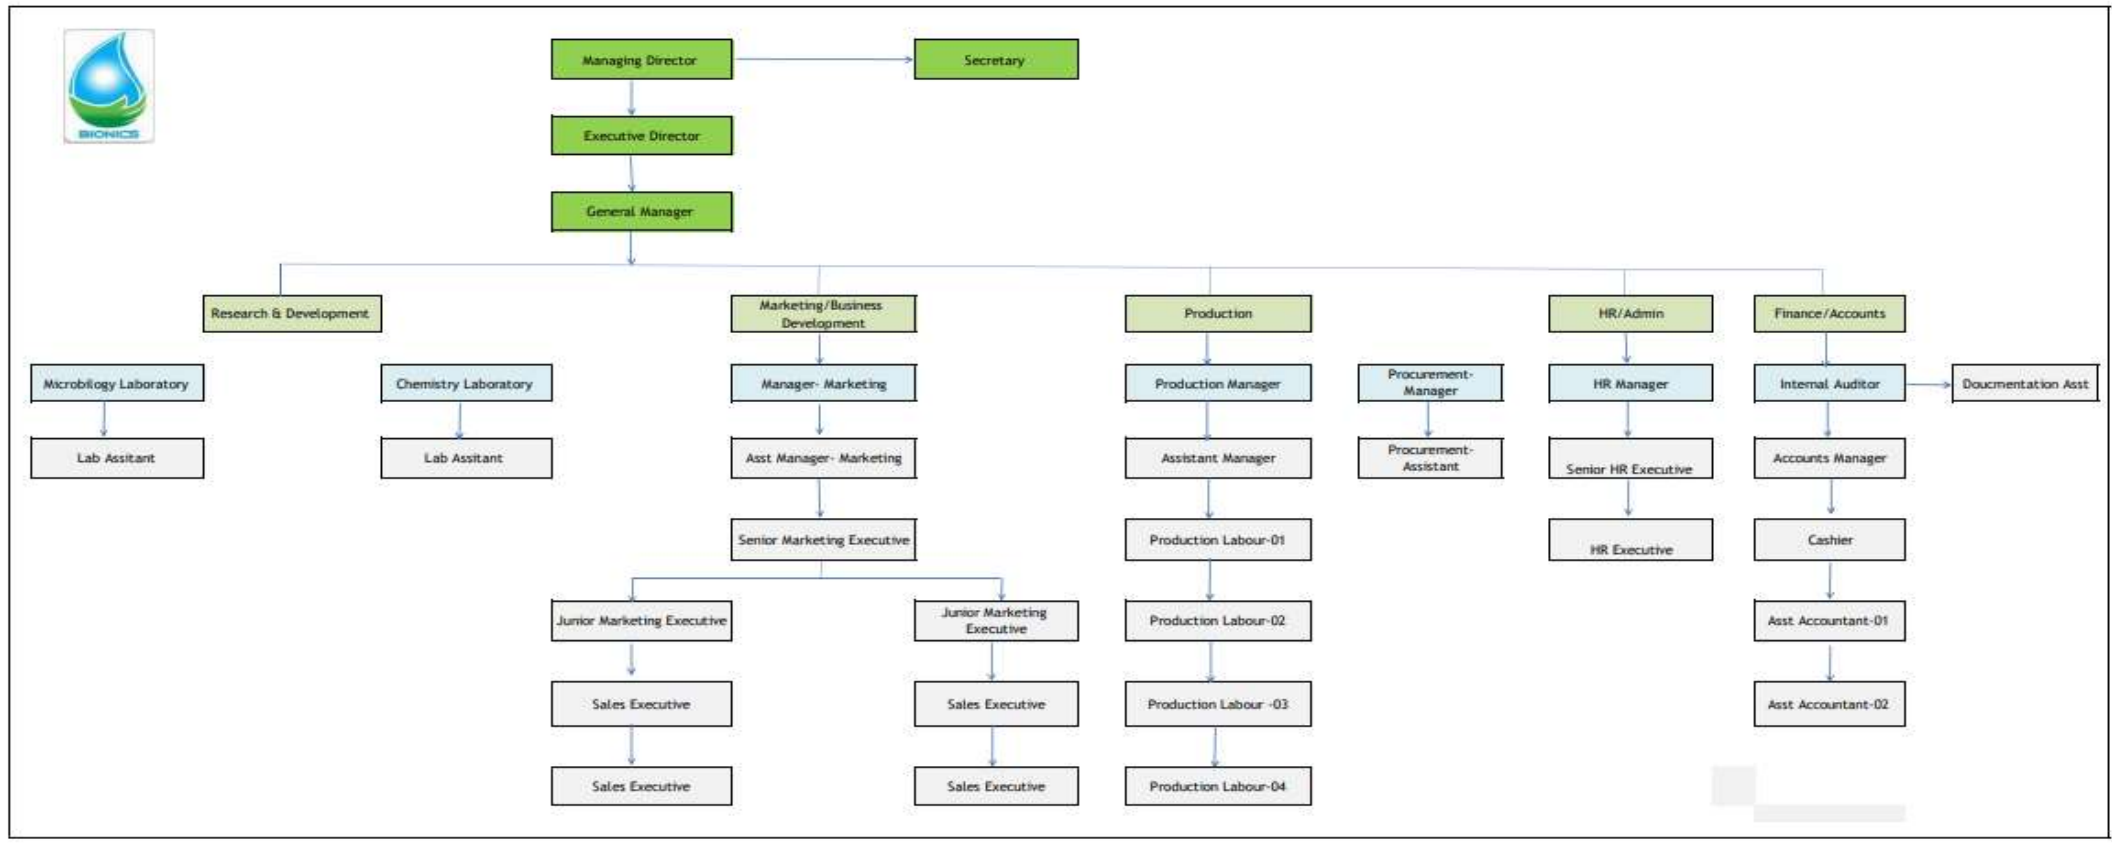 BIONICS
Managing Director
Secretary
Executive Director
General Manager
Research & Development
Marketing/Business
Development
Production
HR/Admin
Finance/Accounts
Microbilogy Laboratory
Chemistry Laboratory
Manager- Marketing
Production Manager
Procurement-
Manager
HR Manager
Internal Auditor
Doucmentation Asst
Lab Assitant
Lab Assitant
Asst Manager- Marketing
Assistant Manager
Procurement-
Assistant
Senior HR Executive
Accounts Manager
Senior Marketing Executive
Production Labour-01
HR Executive
Cashier
Junior Marketing Executive
Junior Marketing
Executive
Production Labour-02
Asst Accountant-01
Sales Executive
Sales Executive
Production Labour -03
Asst Accountant-02
Sales Executive
Sales Executive
Production Labour-04